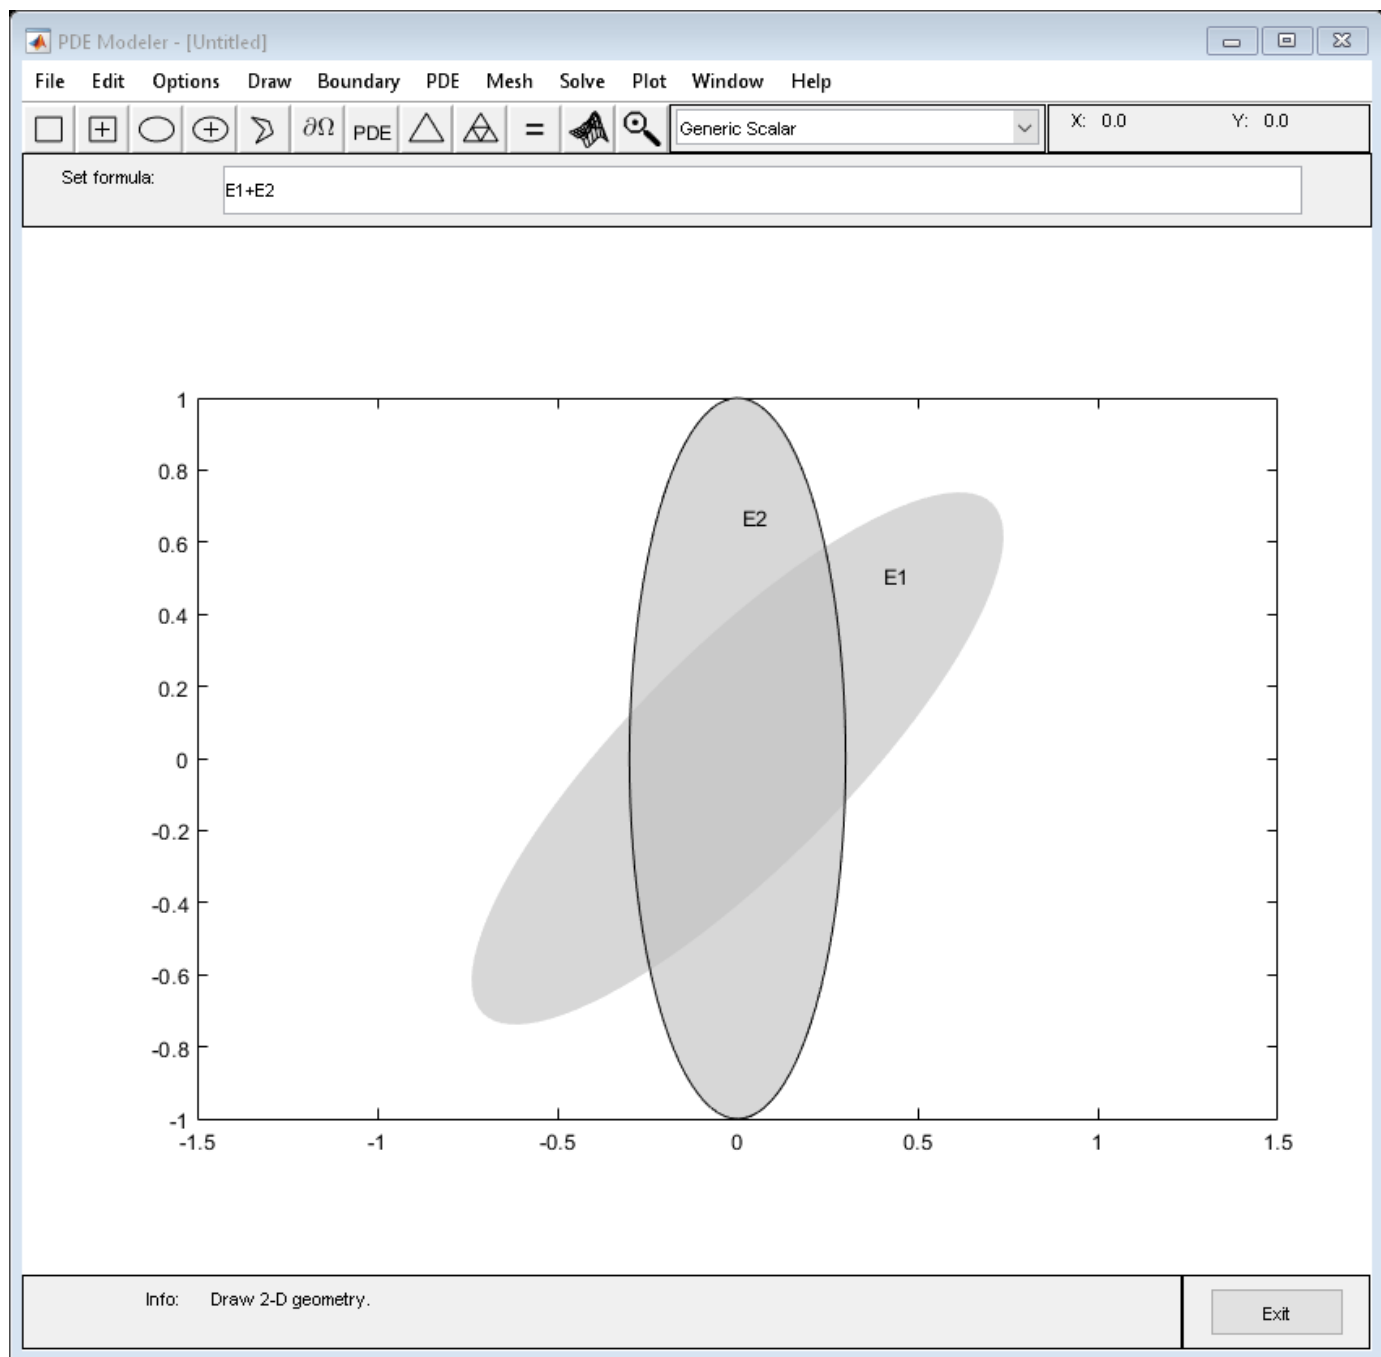 PDE Modeler - [Untitled]
File Edit Options Draw Boundary PDE Mesh Solve Plot Window Help
∂Ω PDE = Generic Scalar X: 0.0 Y: 0.0
Set formula: E1+E2
1
0.8
E2
0.6
E1
0.4
0.2
0
-0.2
-0.4
-0.6
-0.8
-1
-1.5 -1 -0.5 0 0.5 1 1.5
Info: Draw 2-D geometry. Exit